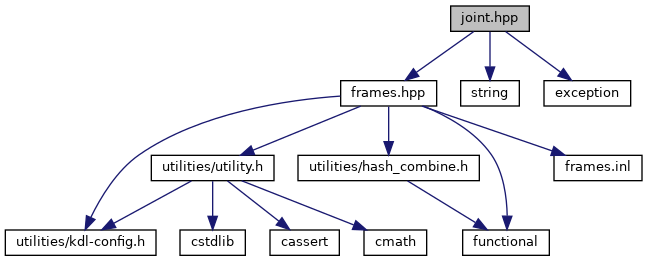 joint.hpp
frames.hpp
string
exception
utilities/utility.h
utilities/hash_combine.h
frames.inl
utilities/kdl-config.h
cstdlib
cassert
cmath
functional